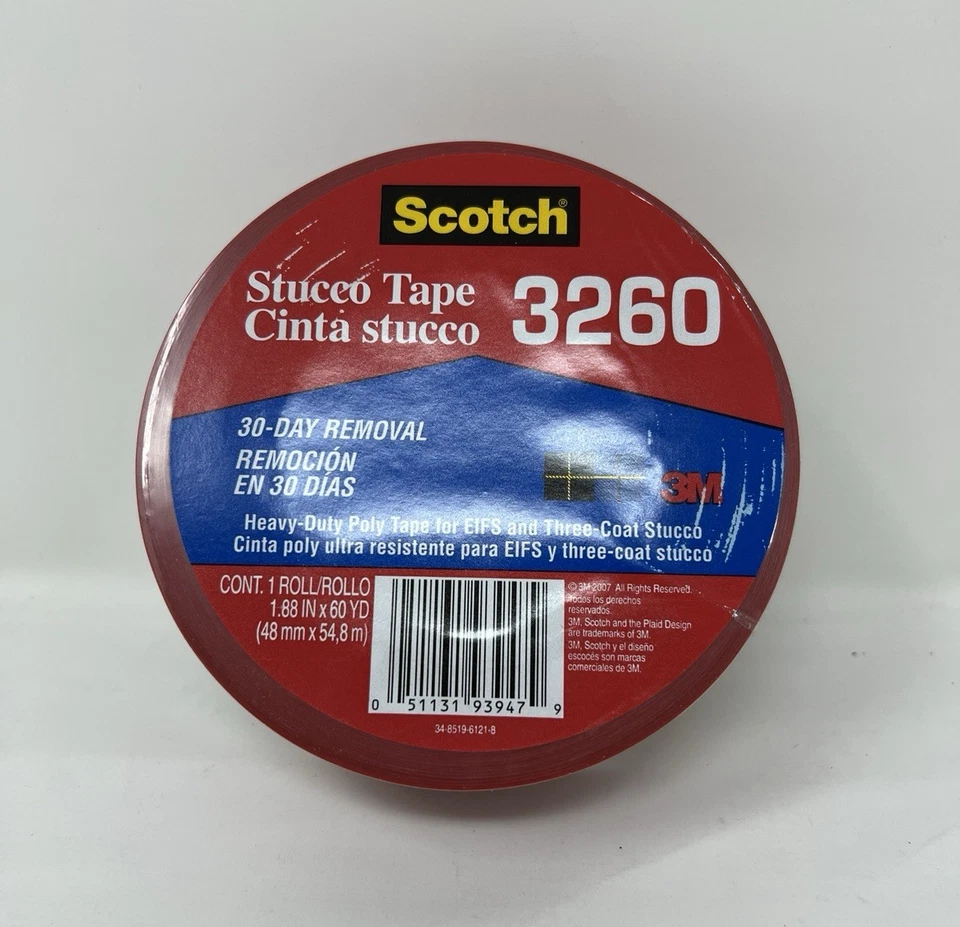 Scotch®
Stucco Tape
Cinta stucco
3260
30-DAY REMOVAL
REMOCIÓN
EN 30 DÍAS
3M
Heavy-Duty Poly Tape for EIFS and Three-Coat Stucco
Cinta poly ultra resistente para EIFS y three-coat stucco
CONT. 1 ROLL/ROLLO
1.88 IN x 60 YD
(48 mm x 54,8 m)
0 51131 93947 9
34-8519-6121-8
© 3M 2007 All Rights Reserved.
Todos los derechos
reservados.
3M, Scotch and the Plaid Design
are trademarks of 3M.
3M, Scotch y el diseño
escocés son marcas
comerciales de 3M.